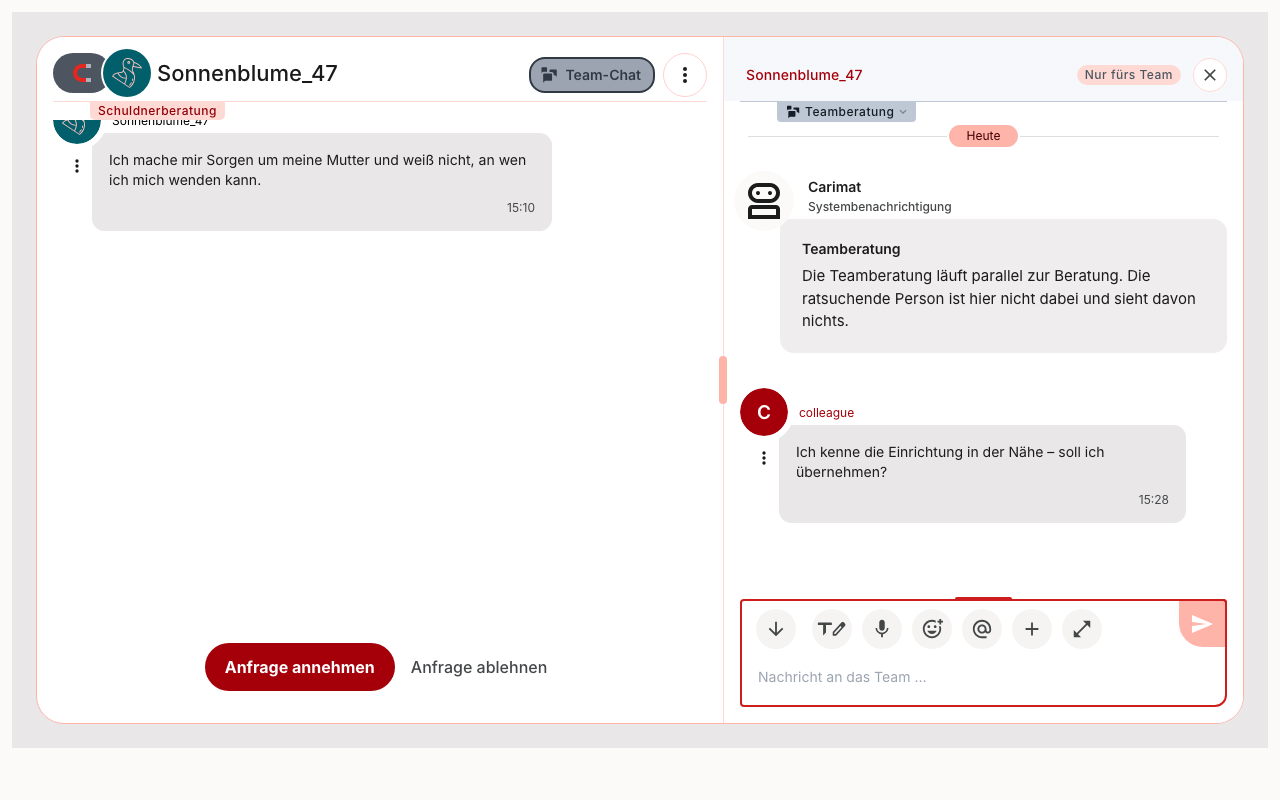 Sonnenblume_47
Team-Chat
Schuldnerberatung
Sonnenblume_47
Ich mache mir Sorgen um meine Mutter und weiß nicht, an wen
ich mich wenden kann.
15:10
Anfrage annehmen
Anfrage ablehnen
Sonnenblume_47
Nur fürs Team
Teamberatung
Heute
Carimat
Systembenachrichtigung
Teamberatung
Die Teamberatung läuft parallel zur Beratung. Die
ratsuchende Person ist hier nicht dabei und sieht davon
nichts.
C
colleague
Ich kenne die Einrichtung in der Nähe – soll ich
übernehmen?
15:28
Nachricht an das Team ...